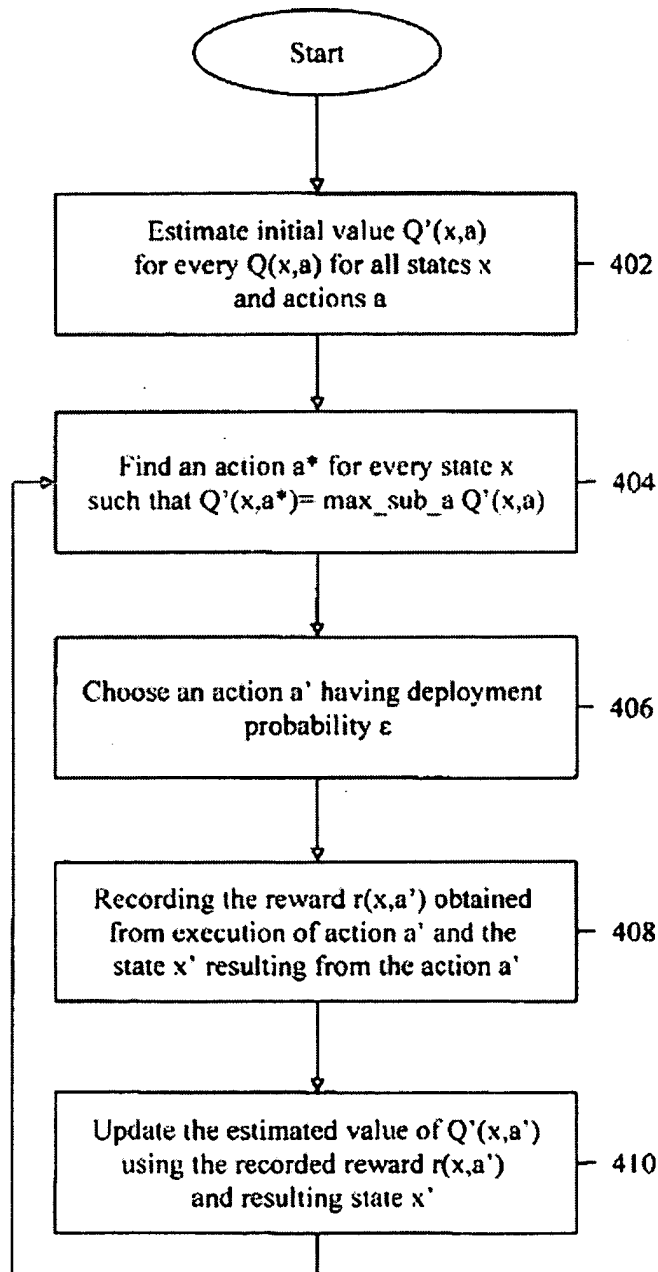 Start
Estimate initial value Q'(x,a)
for every Q(x,a) for all states x
and actions a
402
Find an action a* for every state x
such that Q'(x,a*)= max_sub_a Q'(x,a)
404
Choose an action a' having deployment
probability ε
406
Recording the reward r(x,a') obtained
from execution of action a' and the
state x' resulting from the action a'
408
Update the estimated value of Q'(x,a')
using the recorded reward r(x,a')
and resulting state x'
410